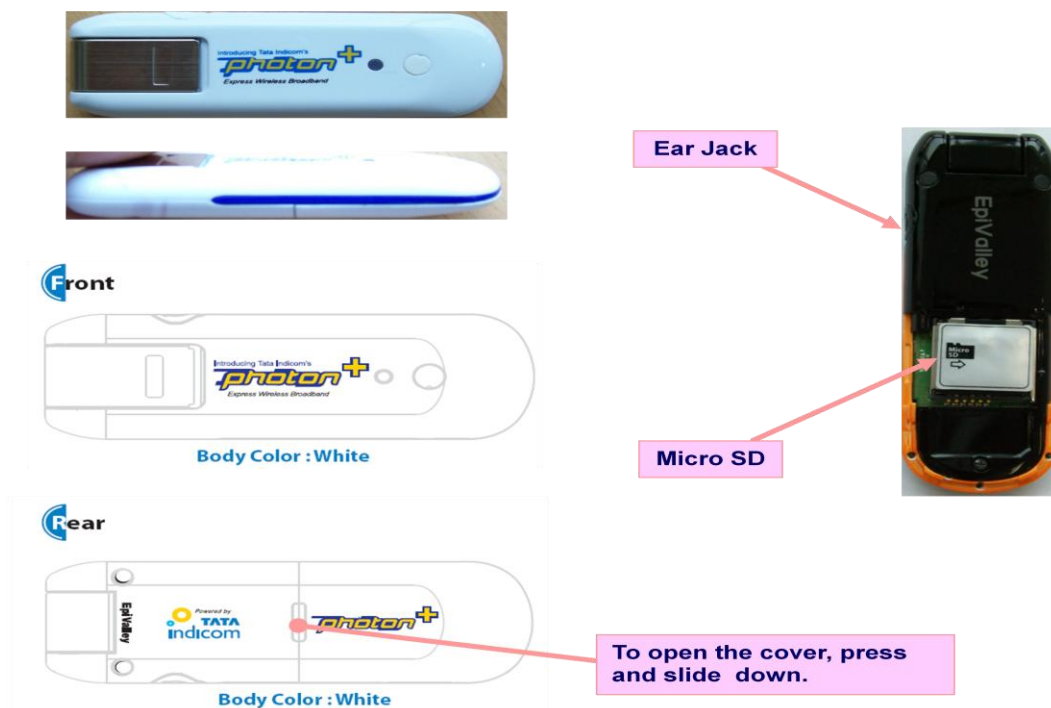 Introducing Tata Indicom's
photon+
Express Wireless Broadband
Ear Jack
EpiValley
Micro
SD
Micro SD
Front
Introducing Tata Indicom's
photon+
Express Wireless Broadband
Body Color : White
Rear
EpiValley
Powered by
TATA
indicom
photon+
To open the cover, press
and slide down.
Body Color : White